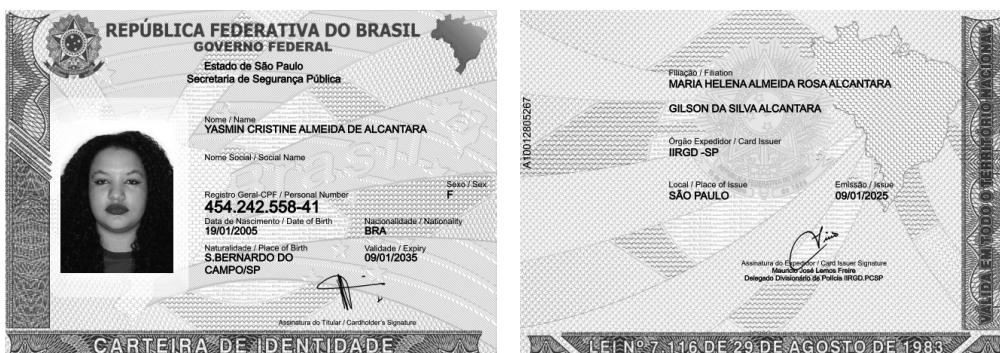 REPÚBLICA FEDERATIVA DO BRASIL
GOVERNO FEDERAL
Estado de São Paulo
Secretaria de Segurança Pública
Nome / Name
YASMIN CRISTINE ALMEIDA DE ALCANTARA
Nome Social / Social Name
Registro Geral-CPF / Personal Number
454.242.558-41
Sexo / Sex
F
Data de Nascimento / Date of Birth
19/01/2005
Nacionalidade / Nationality
BRA
Naturalidade / Place of Birth
S.BERNARDO DO
CAMPO/SP
Validade / Expiry
09/01/2035
Assinatura do Titular / Cardholder's Signature
CARTEIRA DE IDENTIDADE
A10012805267
Filiação / Filiation
MARIA HELENA ALMEIDA ROSA ALCANTARA
GILSON DA SILVA ALCANTARA
Órgão Expedidor / Card Issuer
IIRGD -SP
Local / Place of Issue
SÃO PAULO
Emissão / Issue
09/01/2025
Assinatura do Expedidor / Card Issuer Signature
Maurício José Lemos Freire
Delegado Divisionário de Polícia IIRGD.PCSP
LEI Nº 7.116 DE 29 DE AGOSTO DE 1983
VÁLIDA EM TODO O TERRITÓRIO NACIONAL